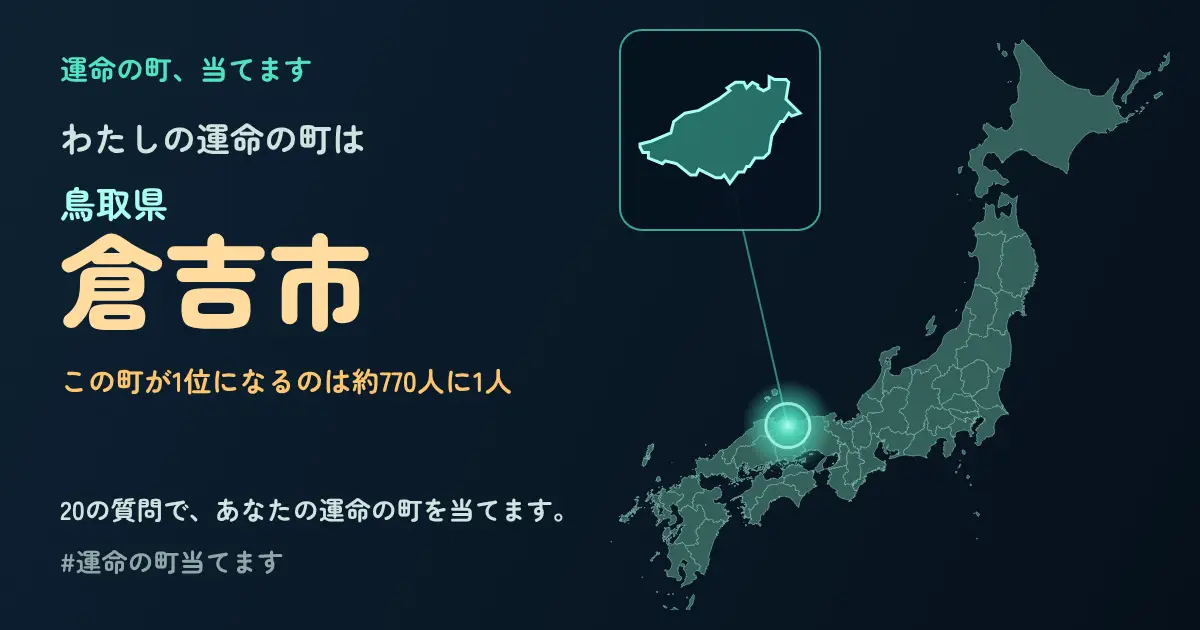 運命の町、当てます
わたしの運命の町は
鳥取県
倉吉市
この町が1位になるのは約770人に1人
20の質問で、あなたの運命の町を当てます。
#運命の町当てます